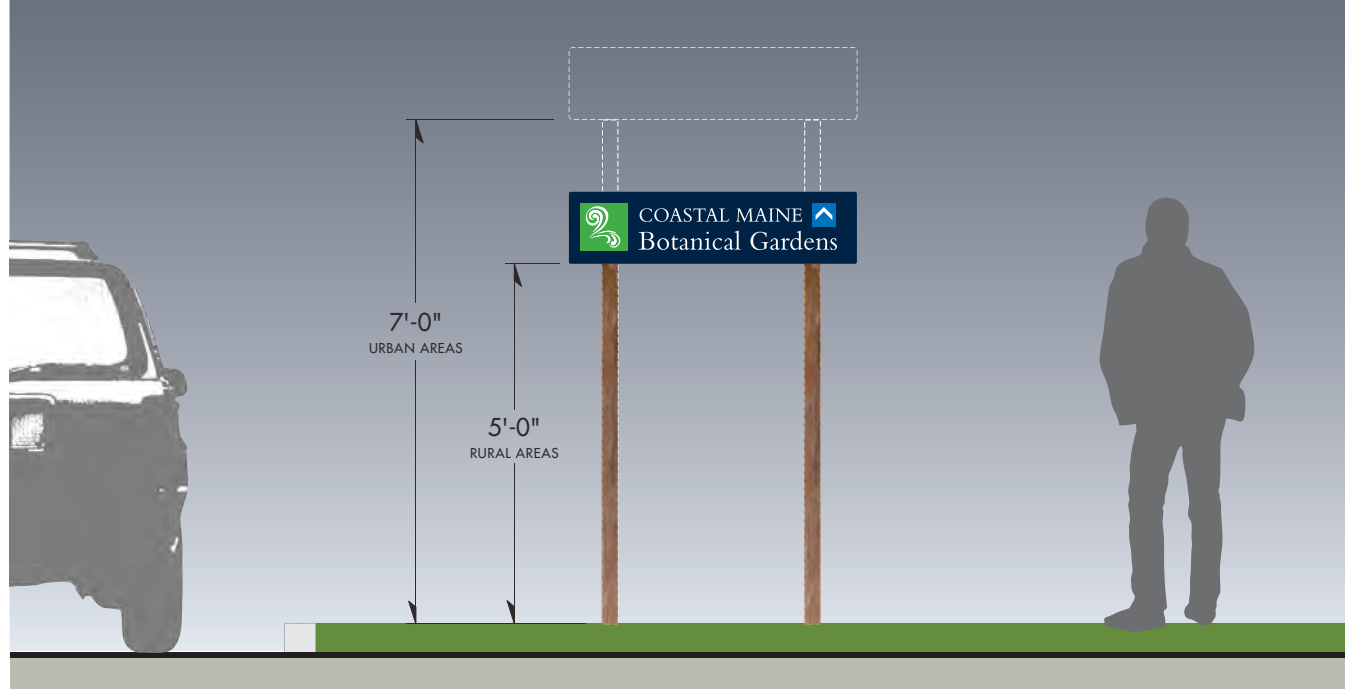 COASTAL MAINE
Botanical Gardens
7'-0"
URBAN AREAS
5'-0"
RURAL AREAS